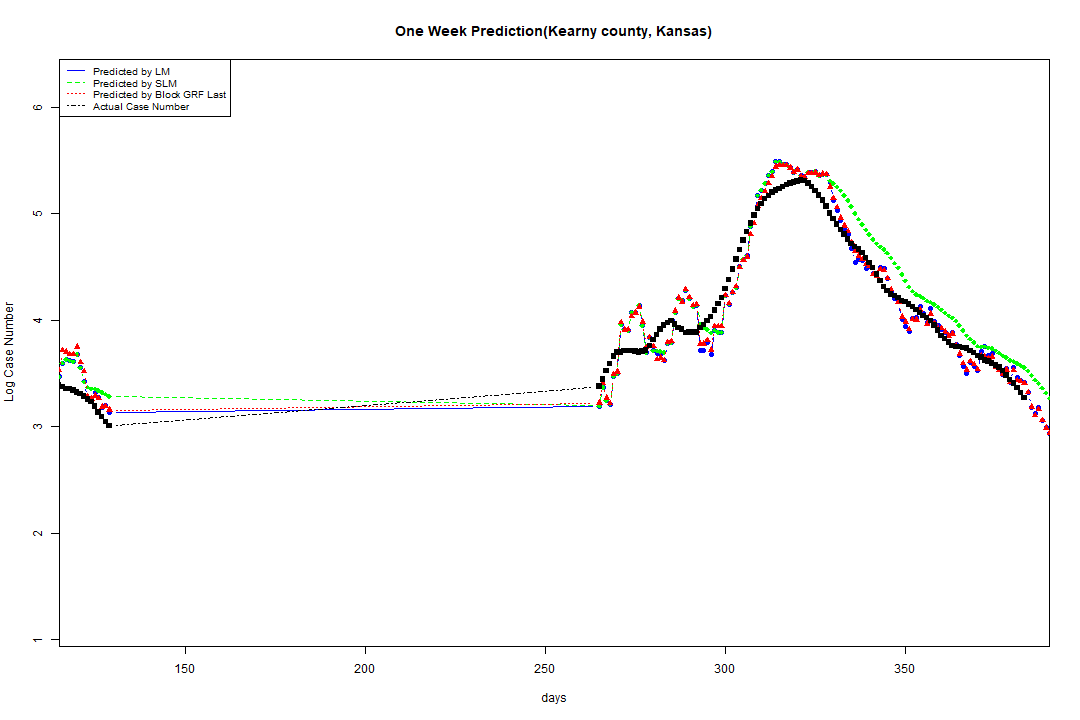 One Week Prediction(Kearny county, Kansas)
Predicted by LM
Predicted by SLM
Predicted by Block GRF Last
Actual Case Number
6
5
4
3
2
1
Log Case Number
150
200
250
300
350
days